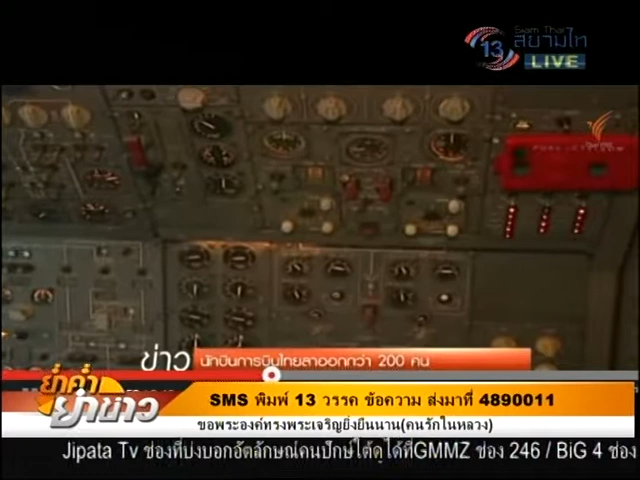 Siam Thai
13 สยามไท
LIVE
FUEL JETTISON
ข่าว นักบินการบินไทยลาออกกว่า 200 คน
ย่ำค่ำ
ย่ำข่าว
SMS พิมพ์ 13 วรรค ข้อความ ส่งมาที่ 4890011
ขอพระองค์ทรงพระเจริญยิ่งยืนนาน(คนรักในหลวง)
Jipata Tv ช่องที่บ่งบอกอัตลักษณ์คนปักษ์ใต้ดูได้ที่GMMZ ช่อง 246 / BiG 4 ช่อง